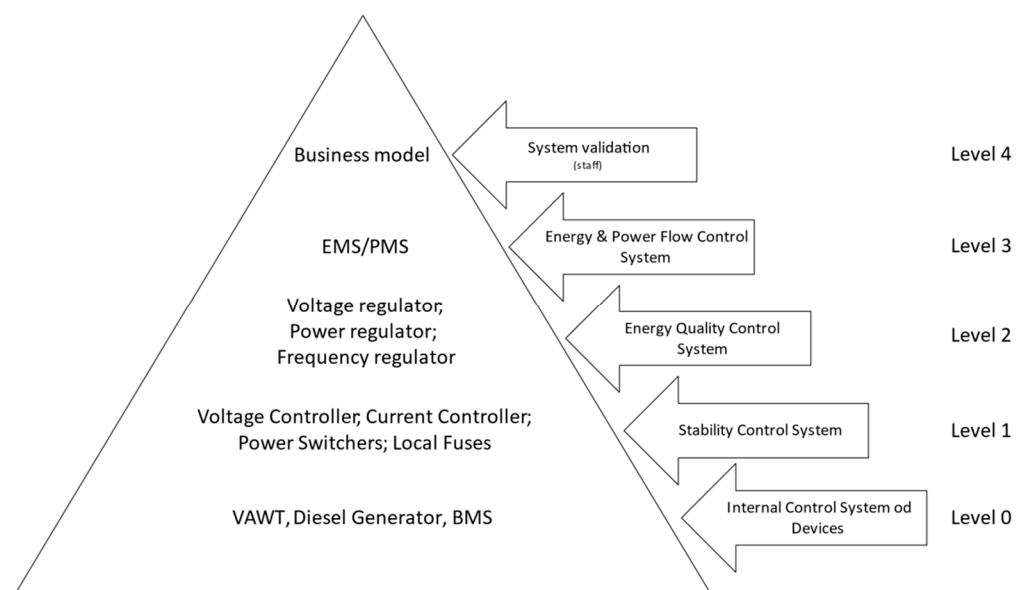 Business model
System validation
(staff)
Level 4
EMS/PMS
Energy & Power Flow Control
System
Level 3
Voltage regulator;
Power regulator;
Frequency regulator
Energy Quality Control
System
Level 2
Voltage Controller; Current Controller;
Power Switchers; Local Fuses
Stability Control System
Level 1
VAWT, Diesel Generator, BMS
Internal Control System od
Devices
Level 0